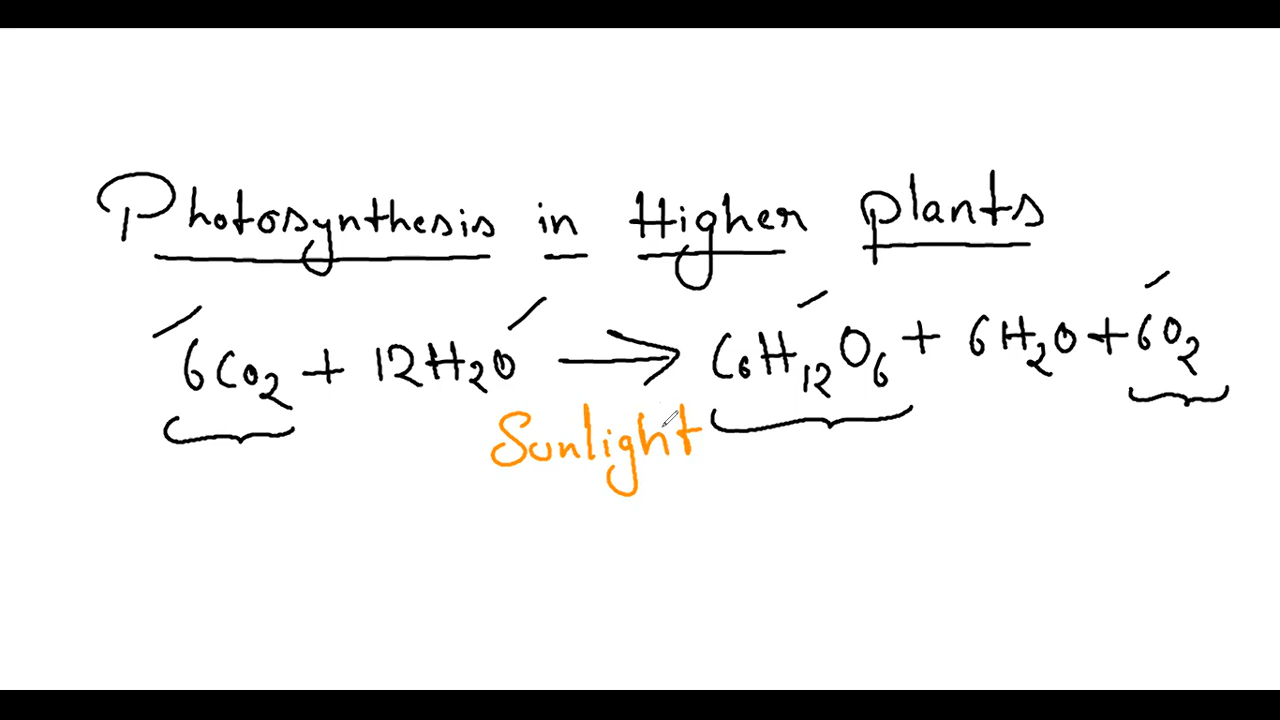 Photosynthesis in Higher plants
6CO₂ + 12H₂O → C₆H₁₂O₆ + 6H₂O + 6O₂
Sunlight